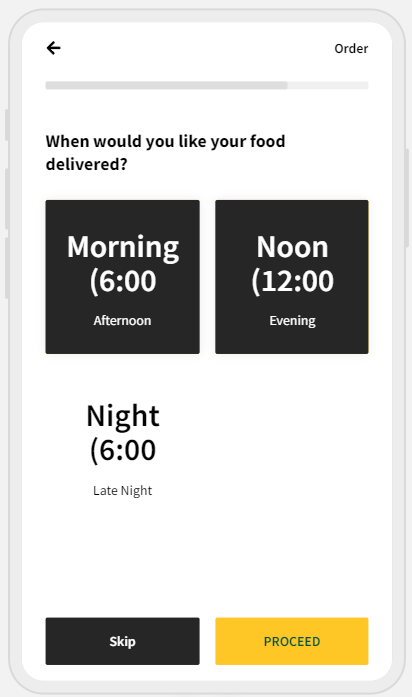 Order
When would you like your food
delivered?
Morning
(6:00
Afternoon
Noon
(12:00
Evening
Night
(6:00
Late Night
Skip
PROCEED